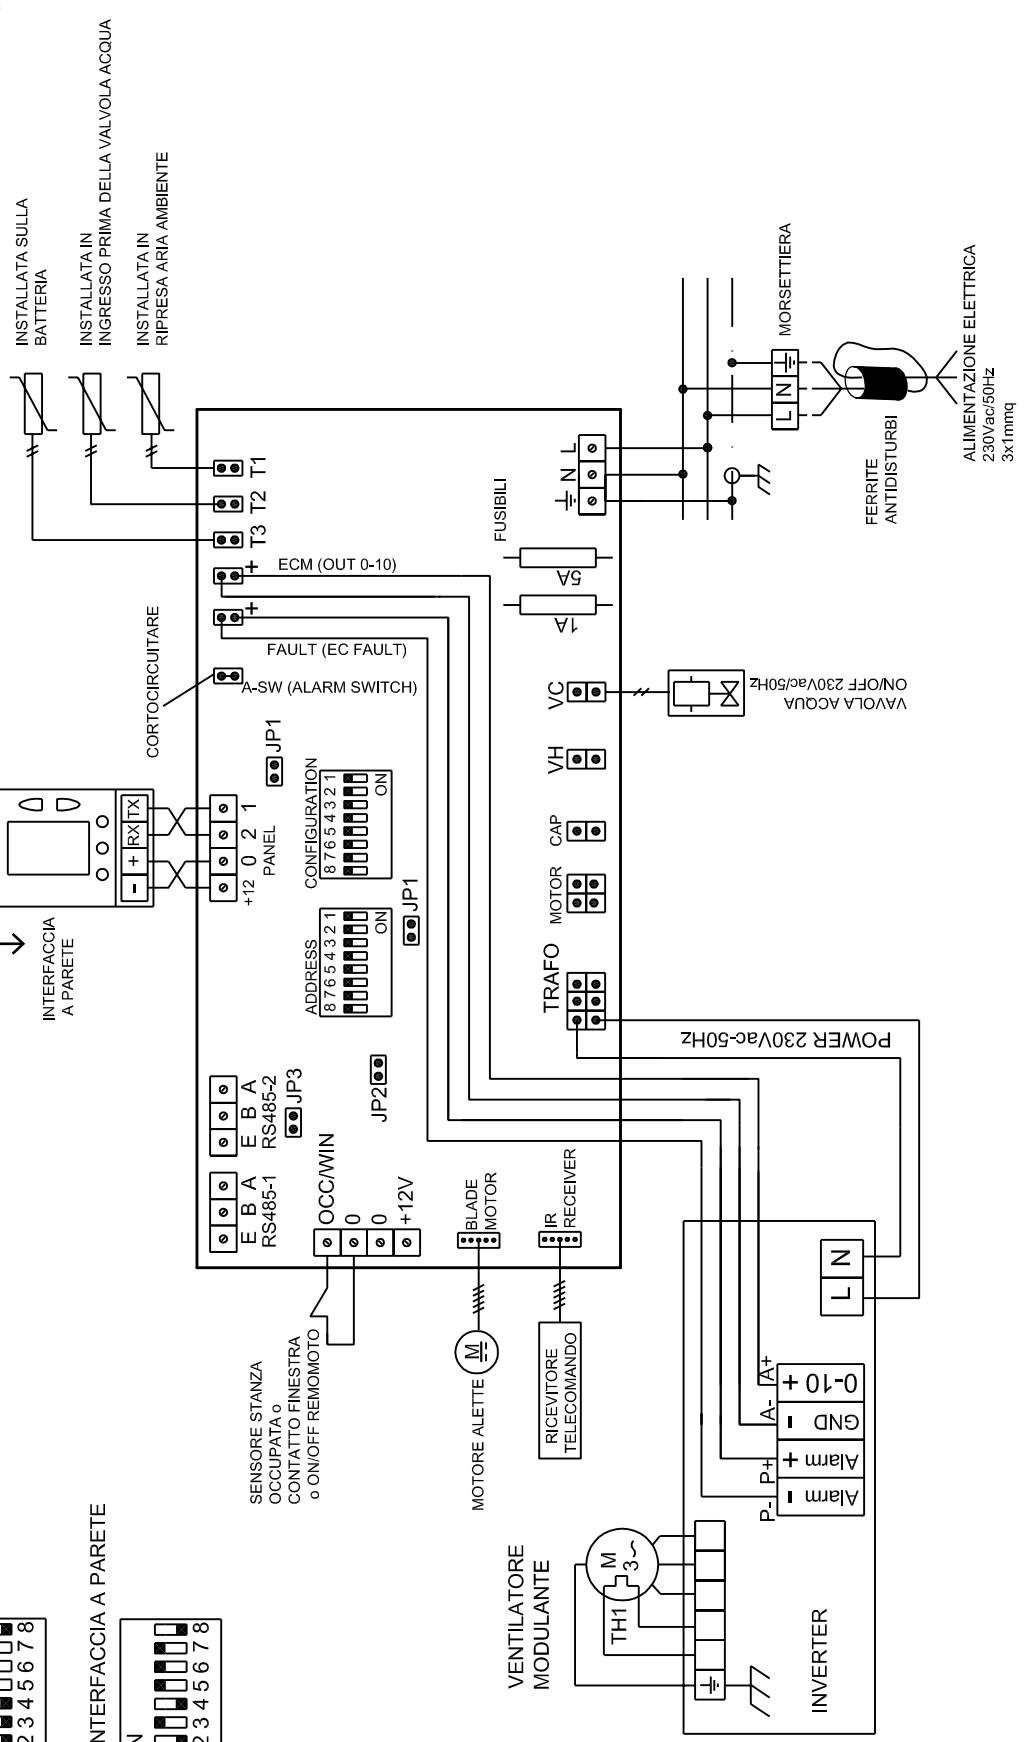 INSTALLATA SULLA
BATTERIA
INSTALLATA IN
INGRESSO PRIMA DELLA VALVOLA ACQUA
INSTALLATA IN
RIPRESA ARIA AMBIENTE
T3
T2
T1
+
ECM (OUT 0-10)
+
FAULT (EC FAULT)
CORTOCIRCUITARE
A-SW (ALARM SWITCH)
JP1
- + RX TX
+12 0 2 1
PANEL
INTERFACCIA
A PARETE
CONFIGURATION
8 7 6 5 4 3 2 1
ON
ADDRESS
8 7 6 5 4 3 2 1
ON
JP1
JP2
JP3
E B A
RS485-2
E B A
RS485-1
OCC/WIN
0
0
+12V
SENSORE STANZA
OCCUPATA o
CONTATTO FINESTRA
o ON/OFF REMOMOTO
BLADE
MOTOR
M
MOTORE ALETTE
IR
RECEIVER
RICEVITORE
TELECOMANDO
FUSIBILI
5A
1A
N L
VC
VH
CAP
MOTOR
TRAFO
VAVOLA ACQUA
ON/OFF 230Vac/50Hz
POWER 230Vac-50Hz
MORSETTIERA
L N
FERRITE
ANTIDISTURBI
ALIMENTAZIONE ELETTRICA
230Vac/50Hz
3x1mmq
L N
A+
A-
P+
P-
+ 0-10
- GND
+ Alarm
- Alarm
VENTILATORE
MODULANTE
M
3~
TH1
INVERTER
2 3 4 5 6 7 8
NTERFACCIA A PARETE
N
2 3 4 5 6 7 8